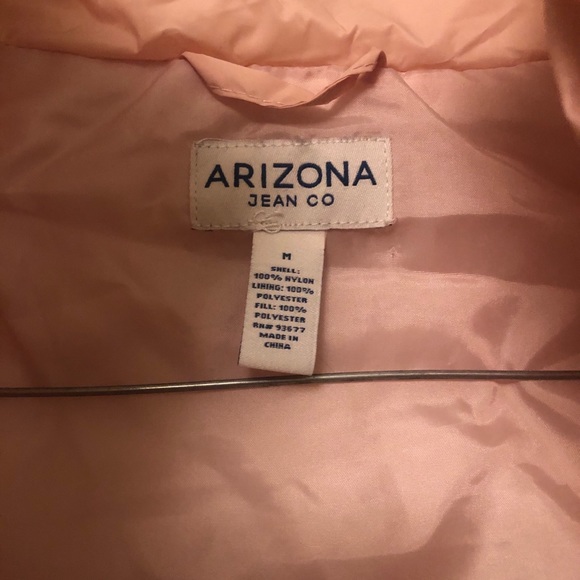 ARIZONA
JEAN CO
M
SHELL:
100% NYLON
LINING: 100%
POLYESTER
FILL: 100%
POLYESTER
RN# 93677
MADE IN
CHINA